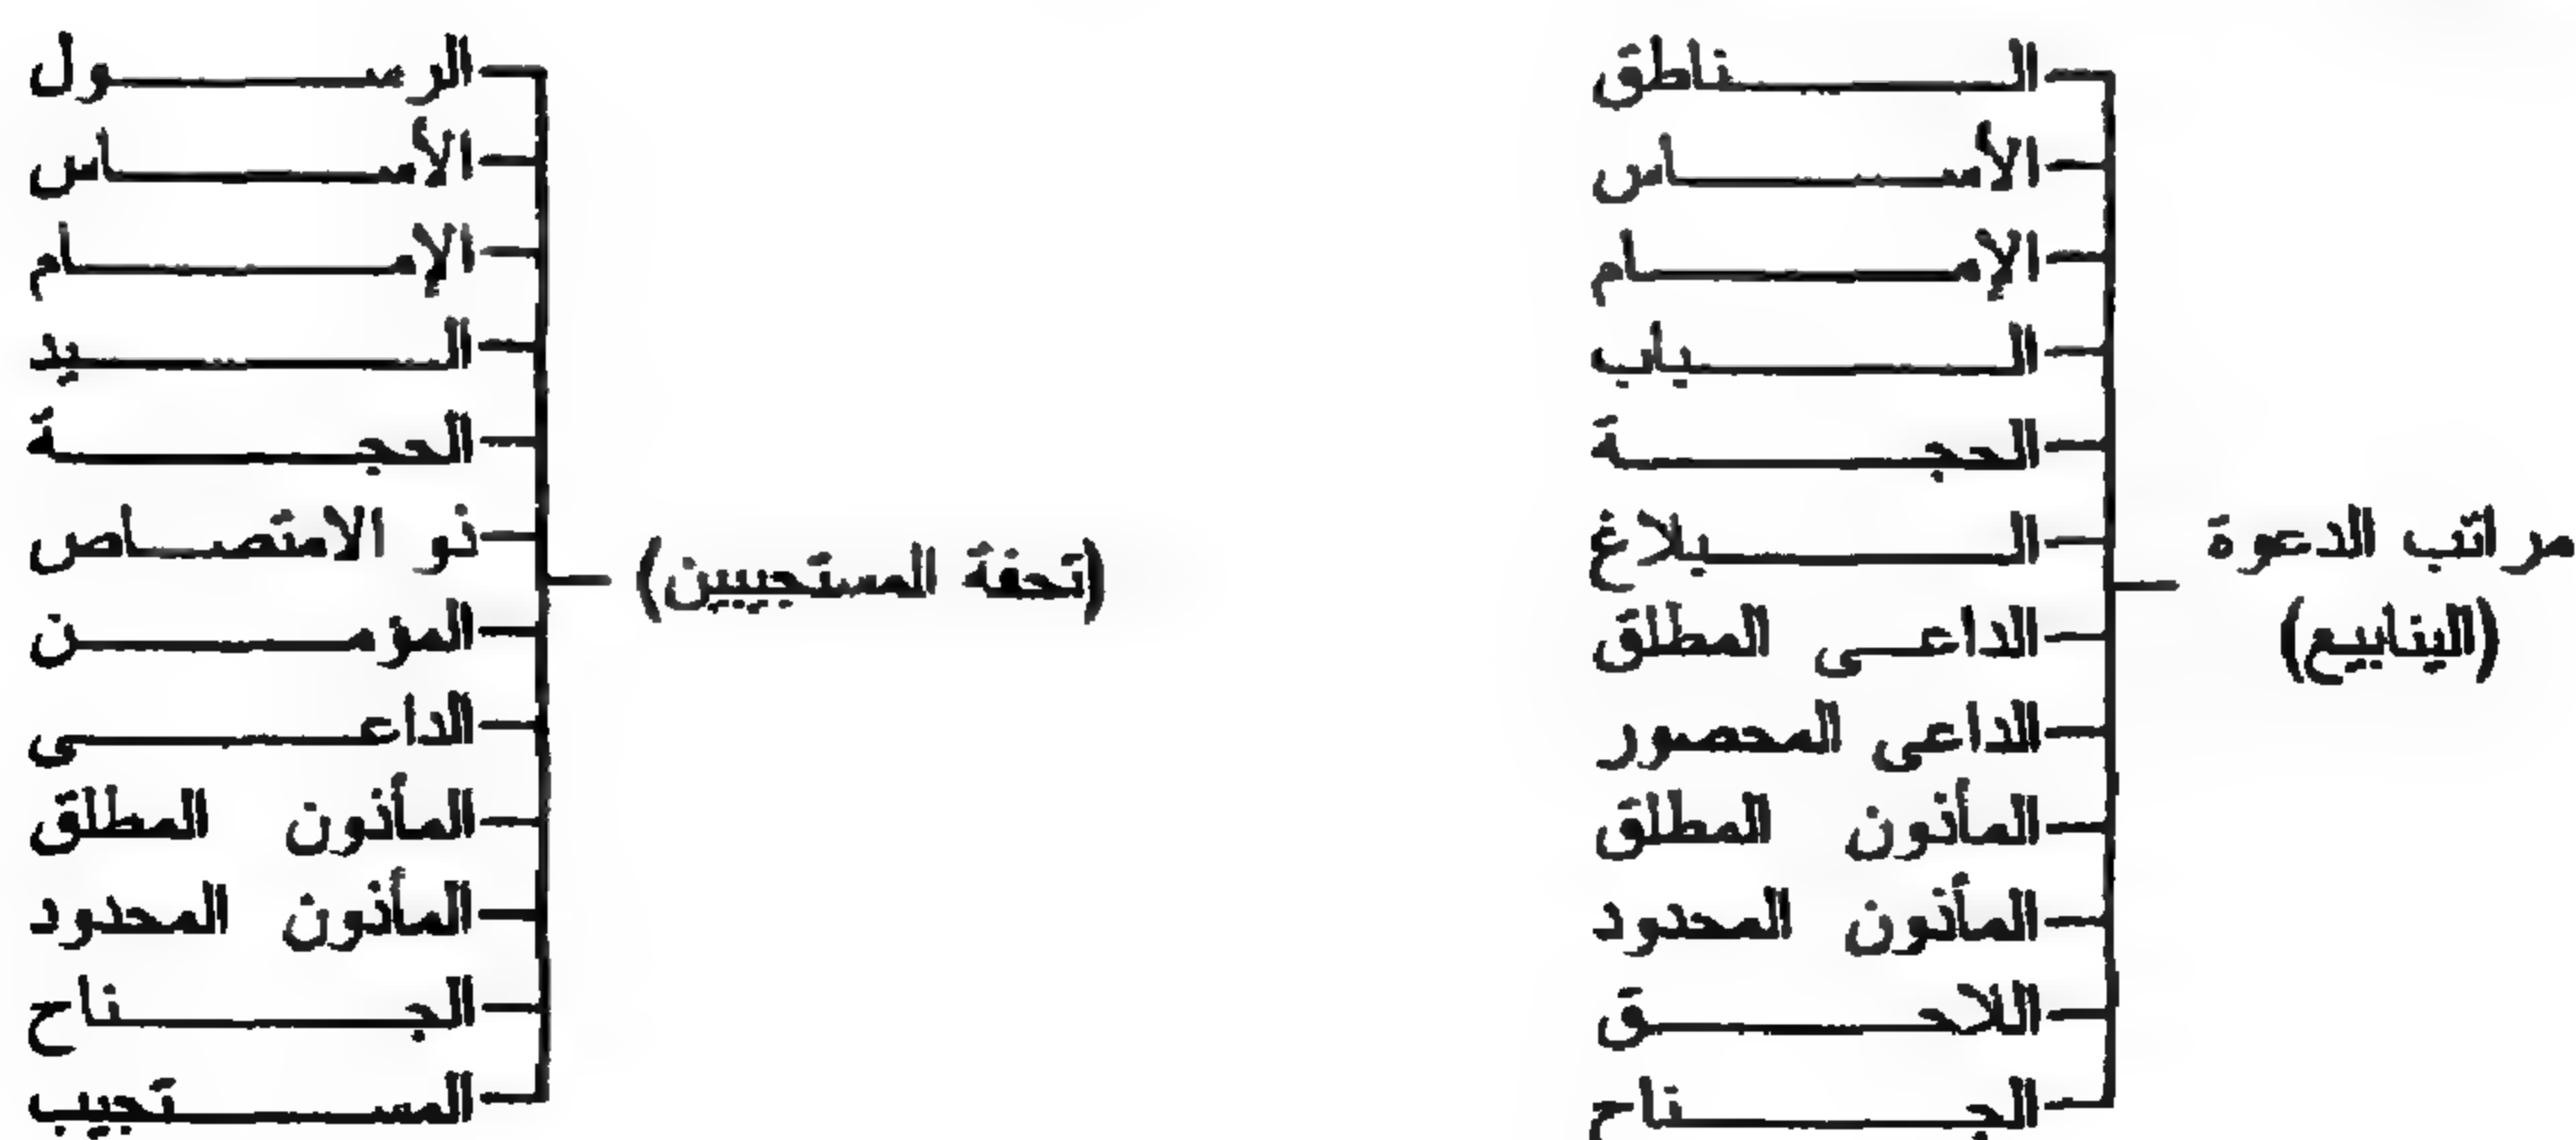 مراتب الدعوة
(الينابيع)
الناطق
الأساس
الإمام
الباب
الحجة
البلاغ
الداعى المطلق
الداعى المحصور
المأذون المطلق
المأذون المحدود
اللاحق
الجناح
(تحفة المستجيبين)
الرسول
الأساس
الإمام
اليد
الحجة
ذو الامتصاص
المؤمن
الداعى
المأذون المطلق
المأذون المحدود
الجناح
المستجيب